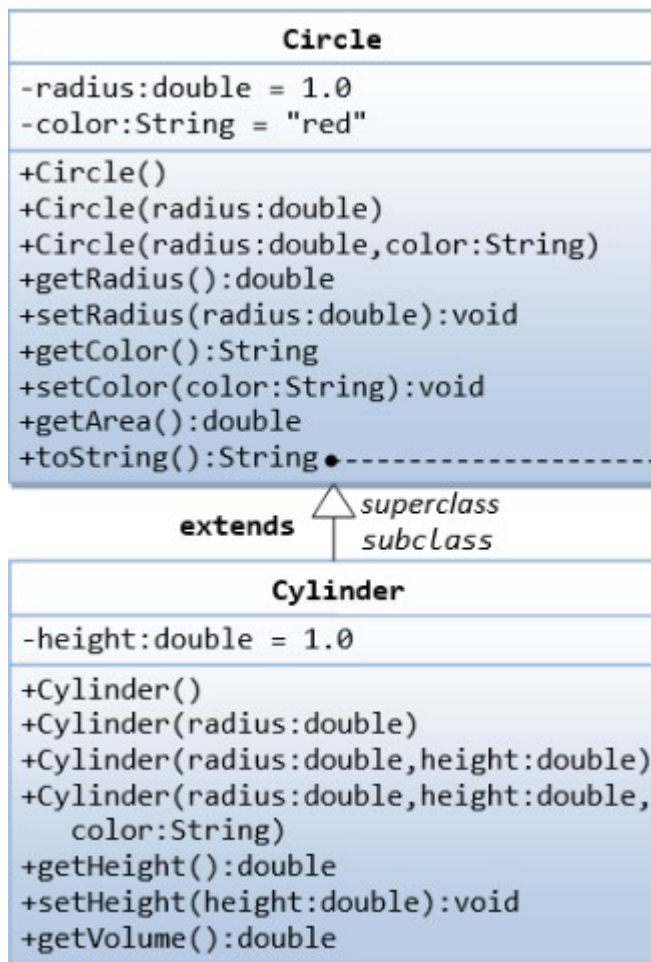 Circle
-radius:double = 1.0
-color:String = "red"
+Circle()
+Circle(radius:double)
+Circle(radius:double,color:String)
+getRadius():double
+setRadius(radius:double):void
+getColor():String
+setColor(color:String):void
+getArea():double
+toString():String
superclass
extends
subclass
Cylinder
-height:double = 1.0
+Cylinder()
+Cylinder(radius:double)
+Cylinder(radius:double,height:double)
+Cylinder(radius:double,height:double,
color:String)
+getHeight():double
+setHeight(height:double):void
+getVolume():double